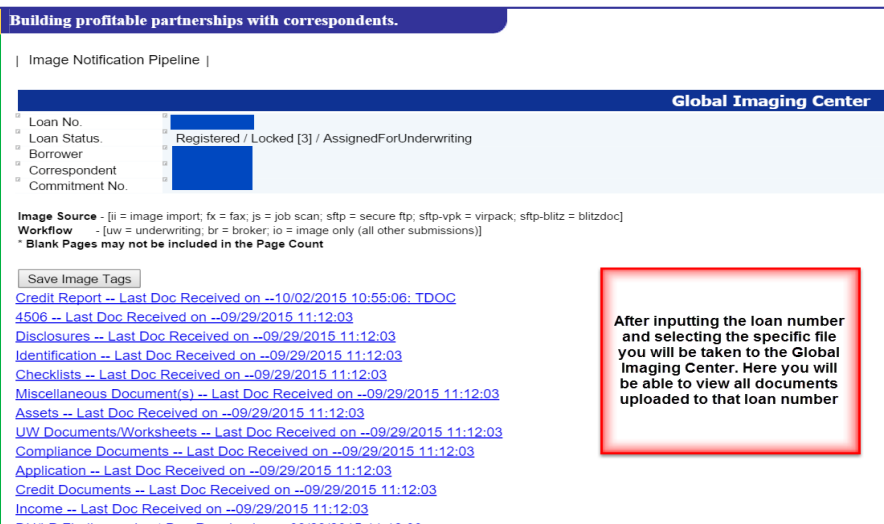 Building profitable partnerships with correspondents.
| Image Notification Pipeline |
Global Imaging Center
Loan No.
Loan Status. Registered / Locked [3] / AssignedForUnderwriting
Borrower
Correspondent
Commitment No.
Image Source - [ii = image import; fx = fax; js = job scan; sftp = secure ftp; sftp-vpk = virpack; sftp-blitz = blitzdoc]
Workflow - [uw = underwriting; br = broker; io = image only (all other submissions)]
* Blank Pages may not be included in the Page Count
Save Image Tags
Credit Report -- Last Doc Received on --10/02/2015 10:55:06: TDOC
4506 -- Last Doc Received on --09/29/2015 11:12:03
Disclosures -- Last Doc Received on --09/29/2015 11:12:03
Identification -- Last Doc Received on --09/29/2015 11:12:03
Checklists -- Last Doc Received on --09/29/2015 11:12:03
Miscellaneous Document(s) -- Last Doc Received on --09/29/2015 11:12:03
Assets -- Last Doc Received on --09/29/2015 11:12:03
UW Documents/Worksheets -- Last Doc Received on --09/29/2015 11:12:03
Compliance Documents -- Last Doc Received on --09/29/2015 11:12:03
Application -- Last Doc Received on --09/29/2015 11:12:03
Credit Documents -- Last Doc Received on --09/29/2015 11:12:03
Income -- Last Doc Received on --09/29/2015 11:12:03
After inputting the loan number
and selecting the specific file
you will be taken to the Global
Imaging Center. Here you will
be able to view all documents
uploaded to that loan number